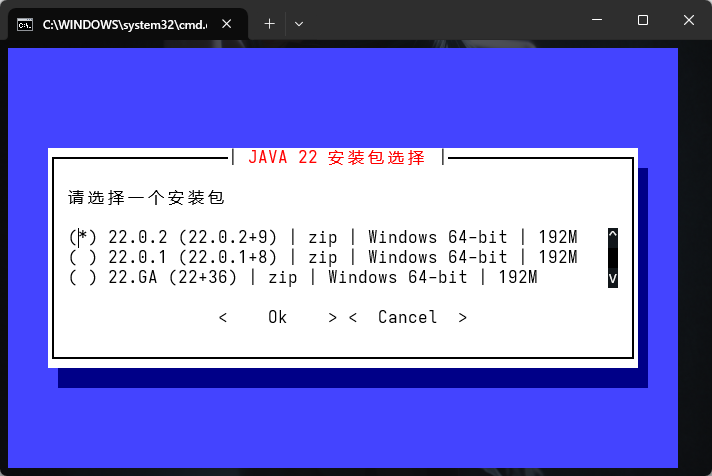 C:\WINDOWS\system32\cmd.
JAVA 22 安装包选择
请选择一个安装包
(*) 22.0.2 (22.0.2+9) | zip | Windows 64-bit | 192M
( ) 22.0.1 (22.0.1+8) | zip | Windows 64-bit | 192M
( ) 22.GA (22+36) | zip | Windows 64-bit | 192M
< Ok > < Cancel >